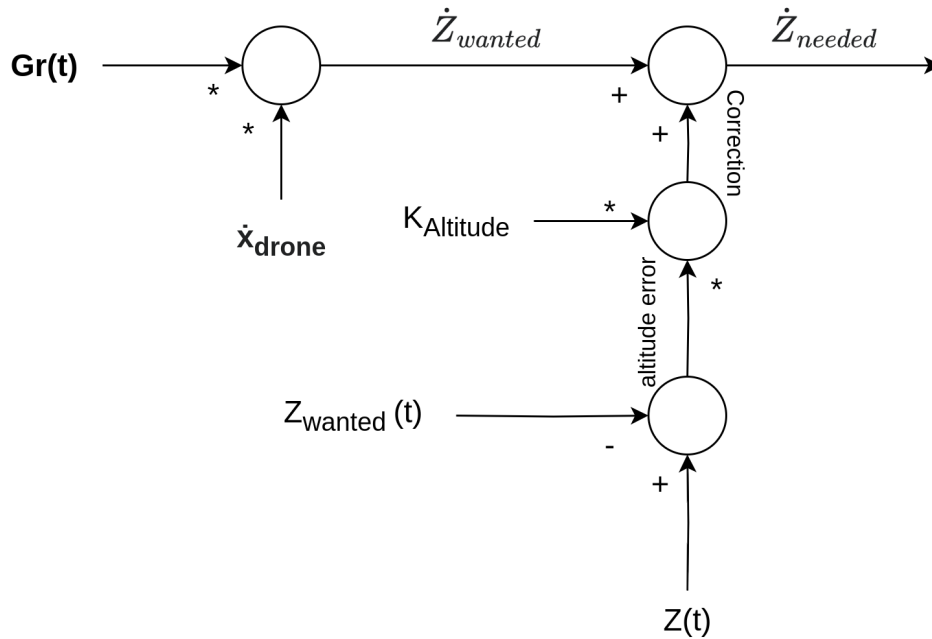 Ż_wanted
Ż_needed
Gr(t)
*
*
+
+
Correction
K_Altitude
*
ẋ_drone
altitude error
*
Z_wanted (t)
-
+
Z(t)